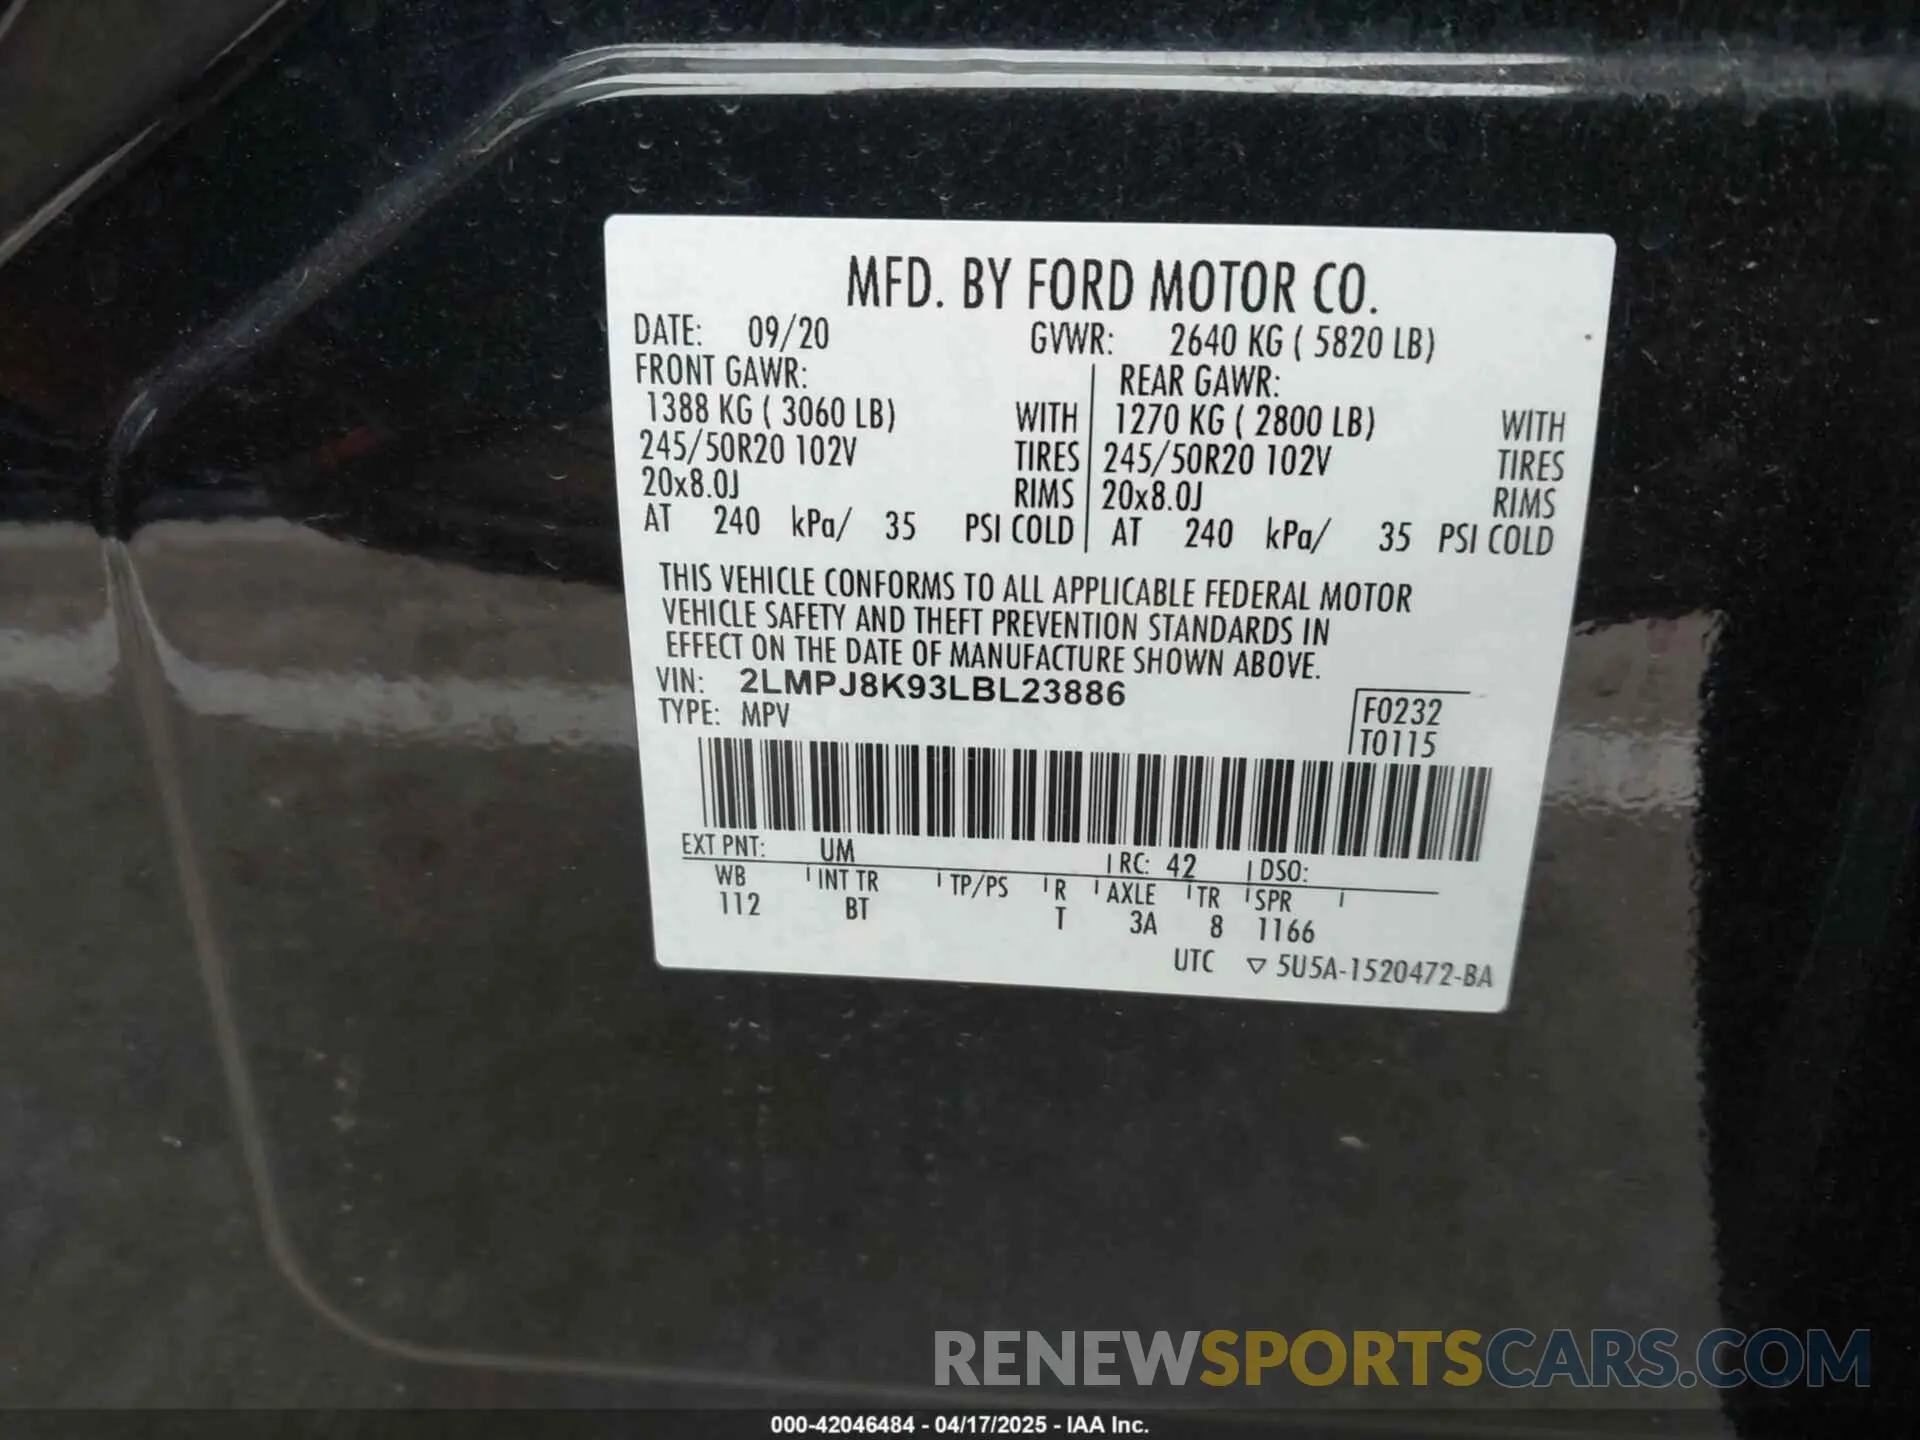 MFD. BY FORD MOTOR CO.
DATE: 09/20 GVWR: 2640 KG ( 5820 LB)
FRONT GAWR: REAR GAWR:
1388 KG ( 3060 LB) WITH 1270 KG ( 2800 LB) WITH
245/50R20 102V TIRES 245/50R20 102V TIRES
20x8.0J RIMS 20x8.0J RIMS
AT 240 kPa/ 35 PSI COLD AT 240 kPa/ 35 PSI COLD
THIS VEHICLE CONFORMS TO ALL APPLICABLE FEDERAL MOTOR
VEHICLE SAFETY AND THEFT PREVENTION STANDARDS IN
EFFECT ON THE DATE OF MANUFACTURE SHOWN ABOVE.
VIN: 2LMPJ8K93LBL23886
TYPE: MPV
F0232
T0115
EXT PNT: UM RC: 42 DSO:
WB INT TR TP/PS R AXLE TR SPR
112 BT T 3A 8 1166
UTC ▽ 5U5A-1520472-BA
RENEWSPORTSCARS.COM
000-42046484 - 04/17/2025 - IAA Inc.